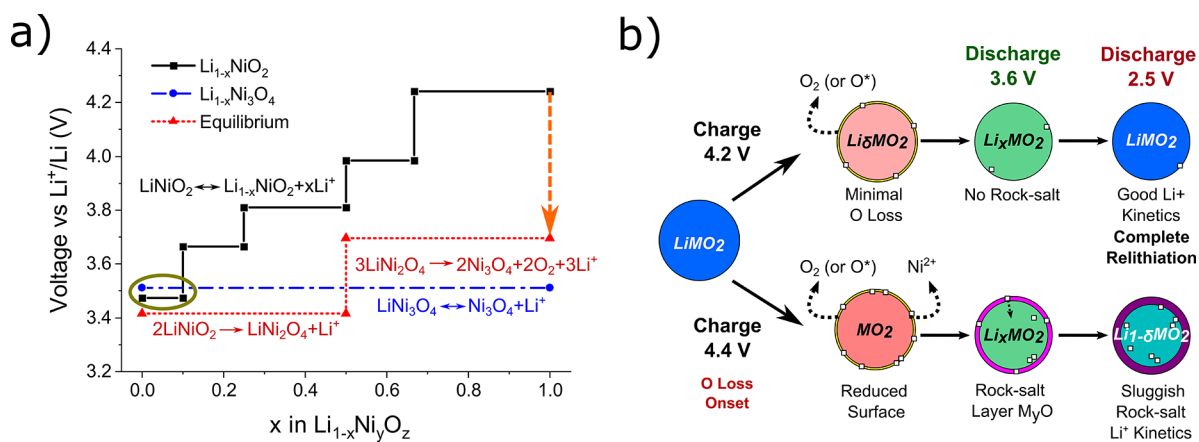 a)
Voltage vs Li⁺/Li (V)
4.4
4.2
4.0
3.8
3.6
3.4
3.2
Li₁₋ₓNiO₂
Li₁₋ₓNi₃O₄
Equilibrium
LiNiO₂↔Li₁₋ₓNiO₂+xLi⁺
3LiNi₂O₄→2Ni₃O₄+2O₂+3Li⁺
LiNi₃O₄↔Ni₃O₄+Li⁺
2LiNiO₂→LiNi₂O₄+Li⁺
0.0 0.2 0.4 0.6 0.8 1.0
x in Li₁₋ₓNiyOz
b)
Discharge
3.6 V
Discharge
2.5 V
O₂ (or O*)
Charge
4.2 V
LiδMO₂
LiₓMO₂
LiMO₂
Minimal
O Loss
No Rock-salt
Good Li+
Kinetics
Complete
Relithiation
LiMO₂
O₂ (or O*)
Ni²⁺
Charge
4.4 V
O Loss
Onset
MO₂
LiₓMO₂
Li₁₋δMO₂
Reduced
Surface
Rock-salt
Layer MyO
Sluggish
Rock-salt
Li⁺ Kinetics